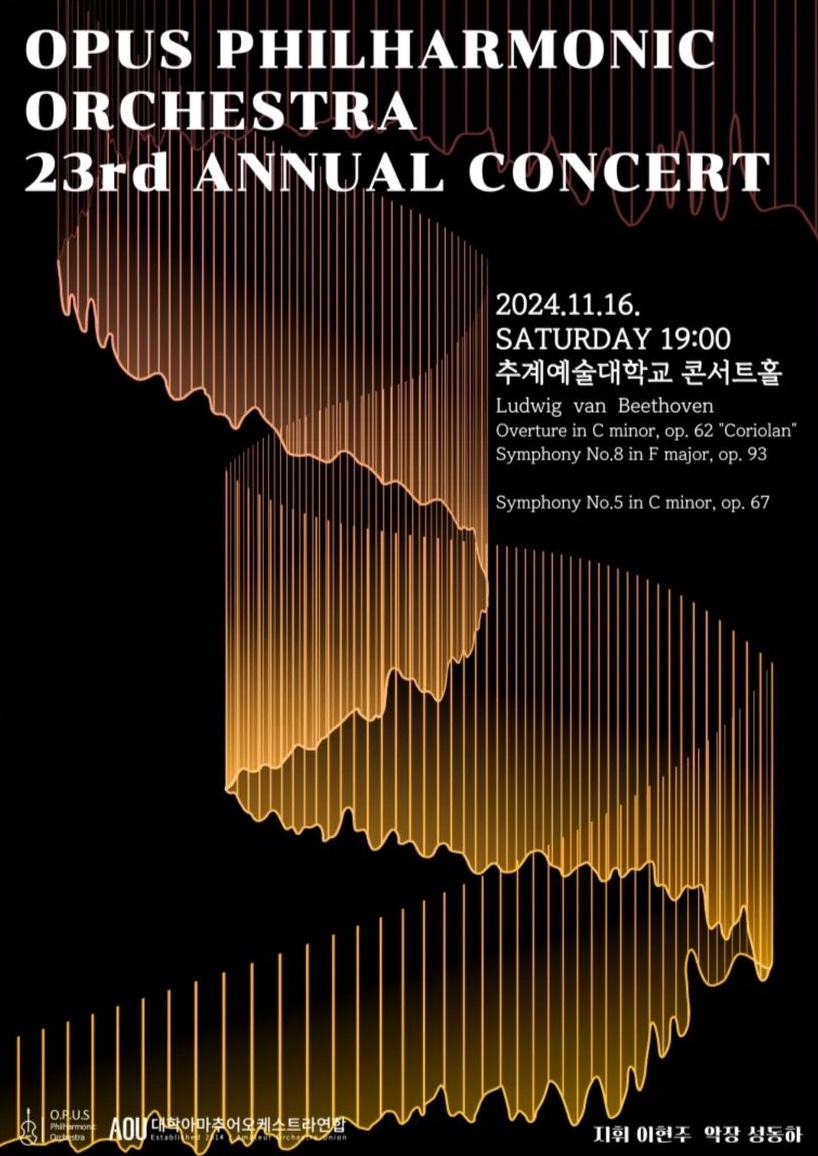 OPUS PHILHARMONIC
ORCHESTRA
23rd ANNUAL CONCERT
2024.11.16.
SATURDAY 19:00
추계예술대학교 콘서트홀
Ludwig van Beethoven
Overture in C minor, op. 62 "Coriolan"
Symphony No.8 in F major, op. 93
Symphony No.5 in C minor, op. 67
O.P.U.S
Philharmonic
Orchestra
AOU 대학아마추어오케스트라연합
Established 2014 Amateur Orchestra Union
지휘 이현주 악장 성동하